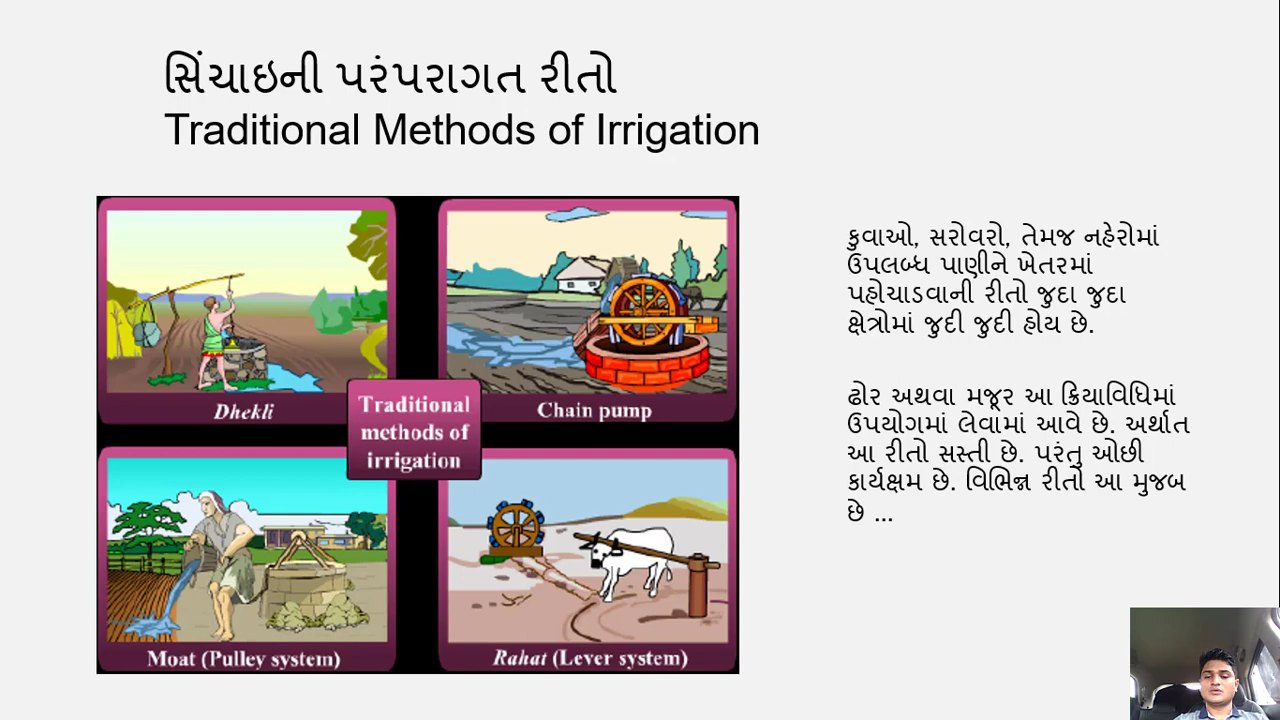 સિંચાઇની પરંપરાગત રીતો
Traditional Methods of Irrigation
Dhekli
Chain pump
Traditional
methods of
irrigation
Moat (Pulley system)
Rahat (Lever system)
કુવાઓ, સરોવરો, તેમજ નહેરોમાં
ઉપલબ્ધ પાણીને ખેતરમાં
પહોચાડવાની રીતો જુદા જુદા
ક્ષેત્રોમાં જુદી જુદી હોય છે.
ઢોર અથવા મજૂર આ ક્રિયાવિધિમાં
ઉપયોગમાં લેવામાં આવે છે. અર્થાત
આ રીતો સસ્તી છે. પરંતુ ઓછી
કાર્યક્ષમ છે. વિભિન્ન રીતો આ મુજબ
છે ...